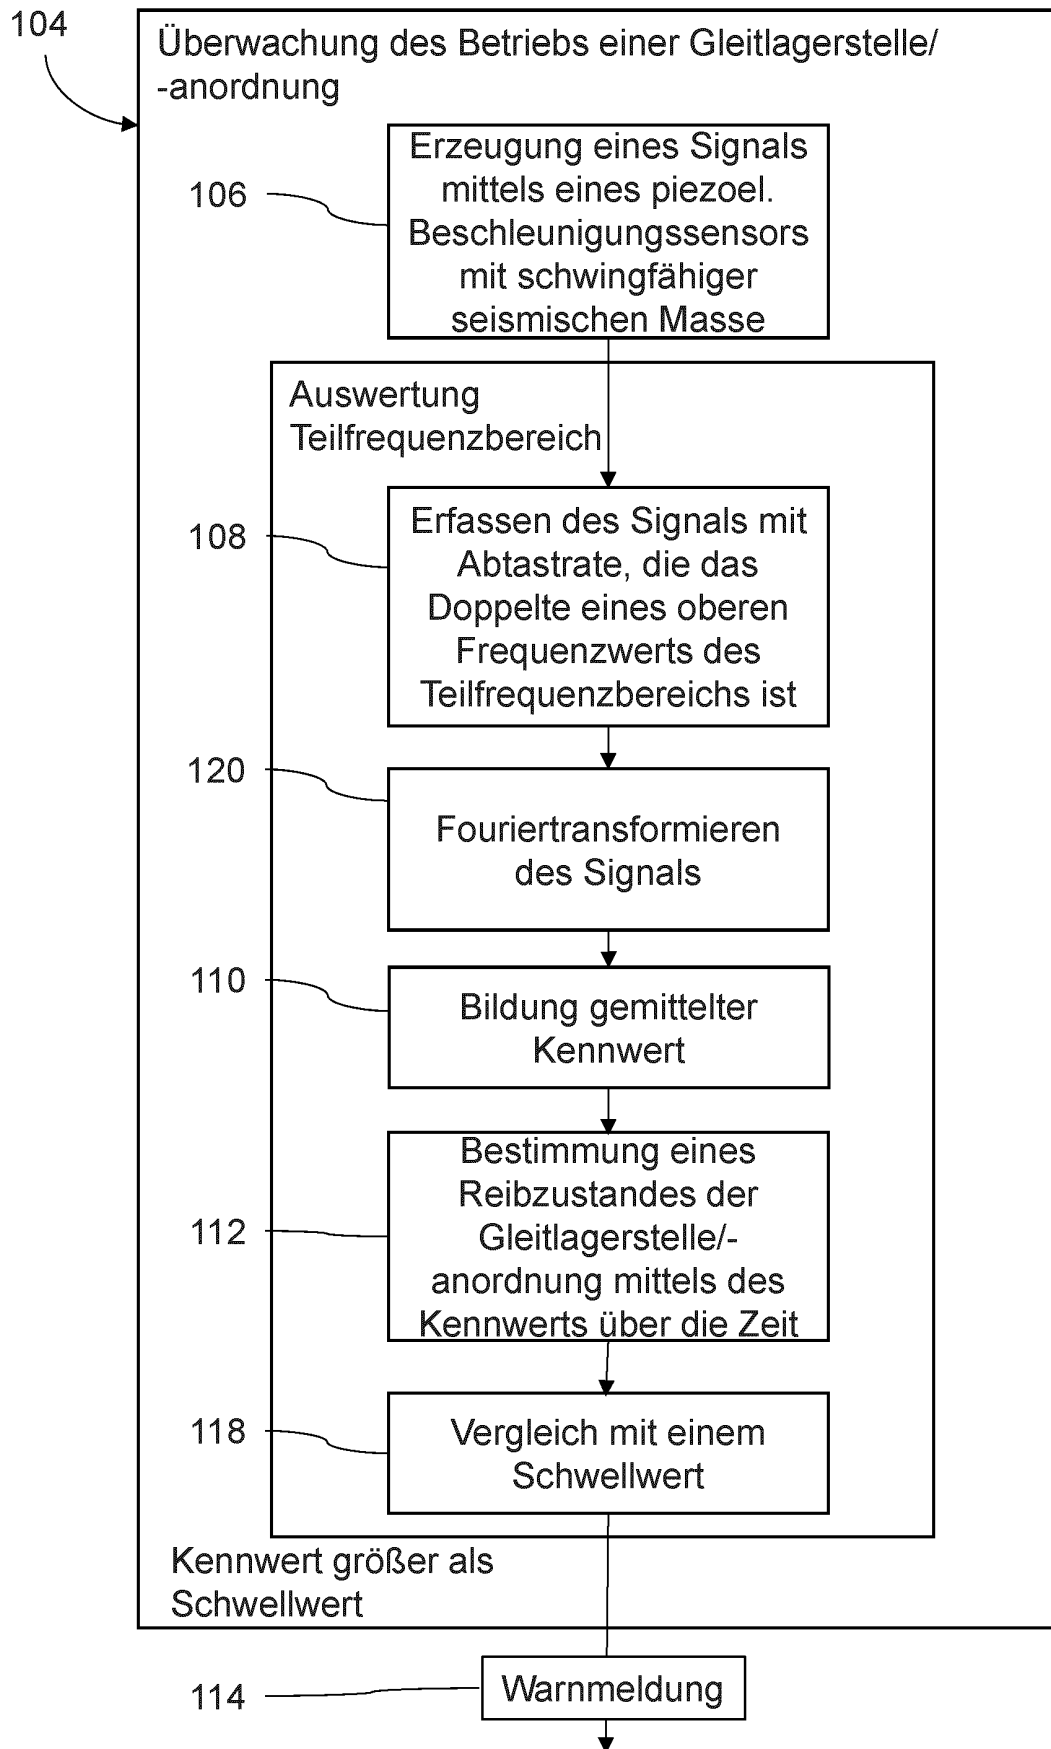 104
Überwachung des Betriebs einer Gleitlagerstelle/
-anordnung
106
Erzeugung eines Signals
mittels eines piezoel.
Beschleunigungssensors
mit schwingfähiger
seismischen Masse
Auswertung
Teilfrequenzbereich
108
Erfassen des Signals mit
Abtastrate, die das
Doppelte eines oberen
Frequenzwerts des
Teilfrequenzbereichs ist
120
Fouriertransformieren
des Signals
110
Bildung gemittelter
Kennwert
112
Bestimmung eines
Reibzustandes der
Gleitlagerstelle/-
anordnung mittels des
Kennwerts über die Zeit
118
Vergleich mit einem
Schwellwert
Kennwert größer als
Schwellwert
114
Warnmeldung